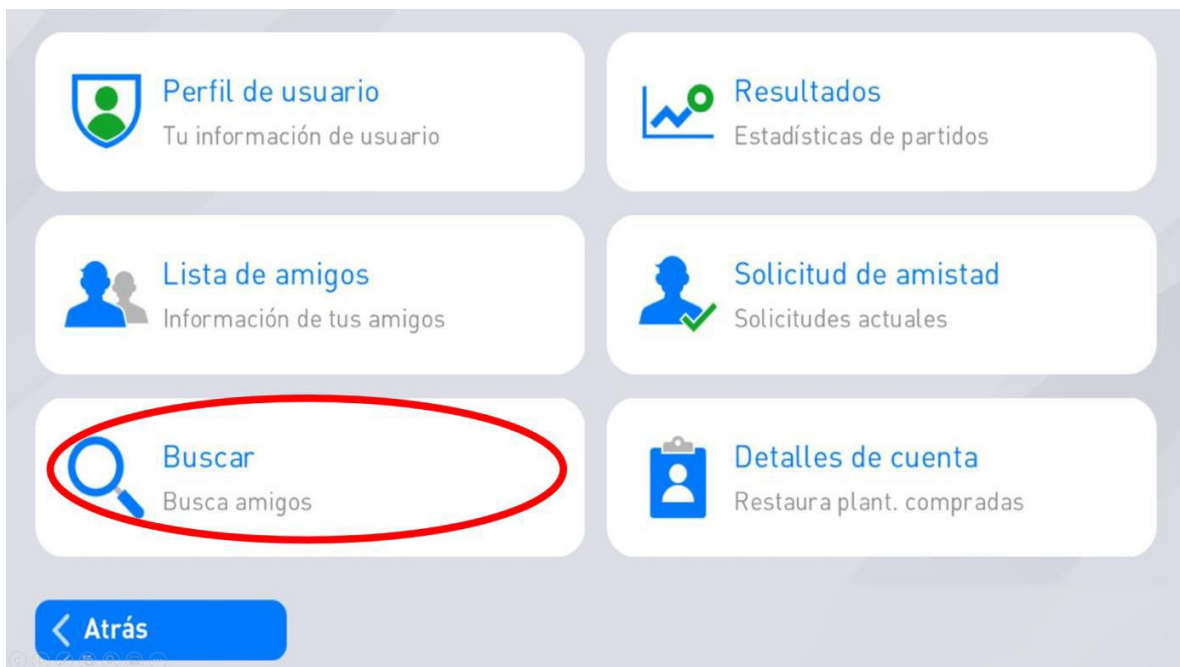 Perfil de usuario
Tu información de usuario
Resultados
Estadísticas de partidos
Lista de amigos
Información de tus amigos
Solicitud de amistad
Solicitudes actuales
Buscar
Busca amigos
Detalles de cuenta
Restaura plant. compradas
Atrás